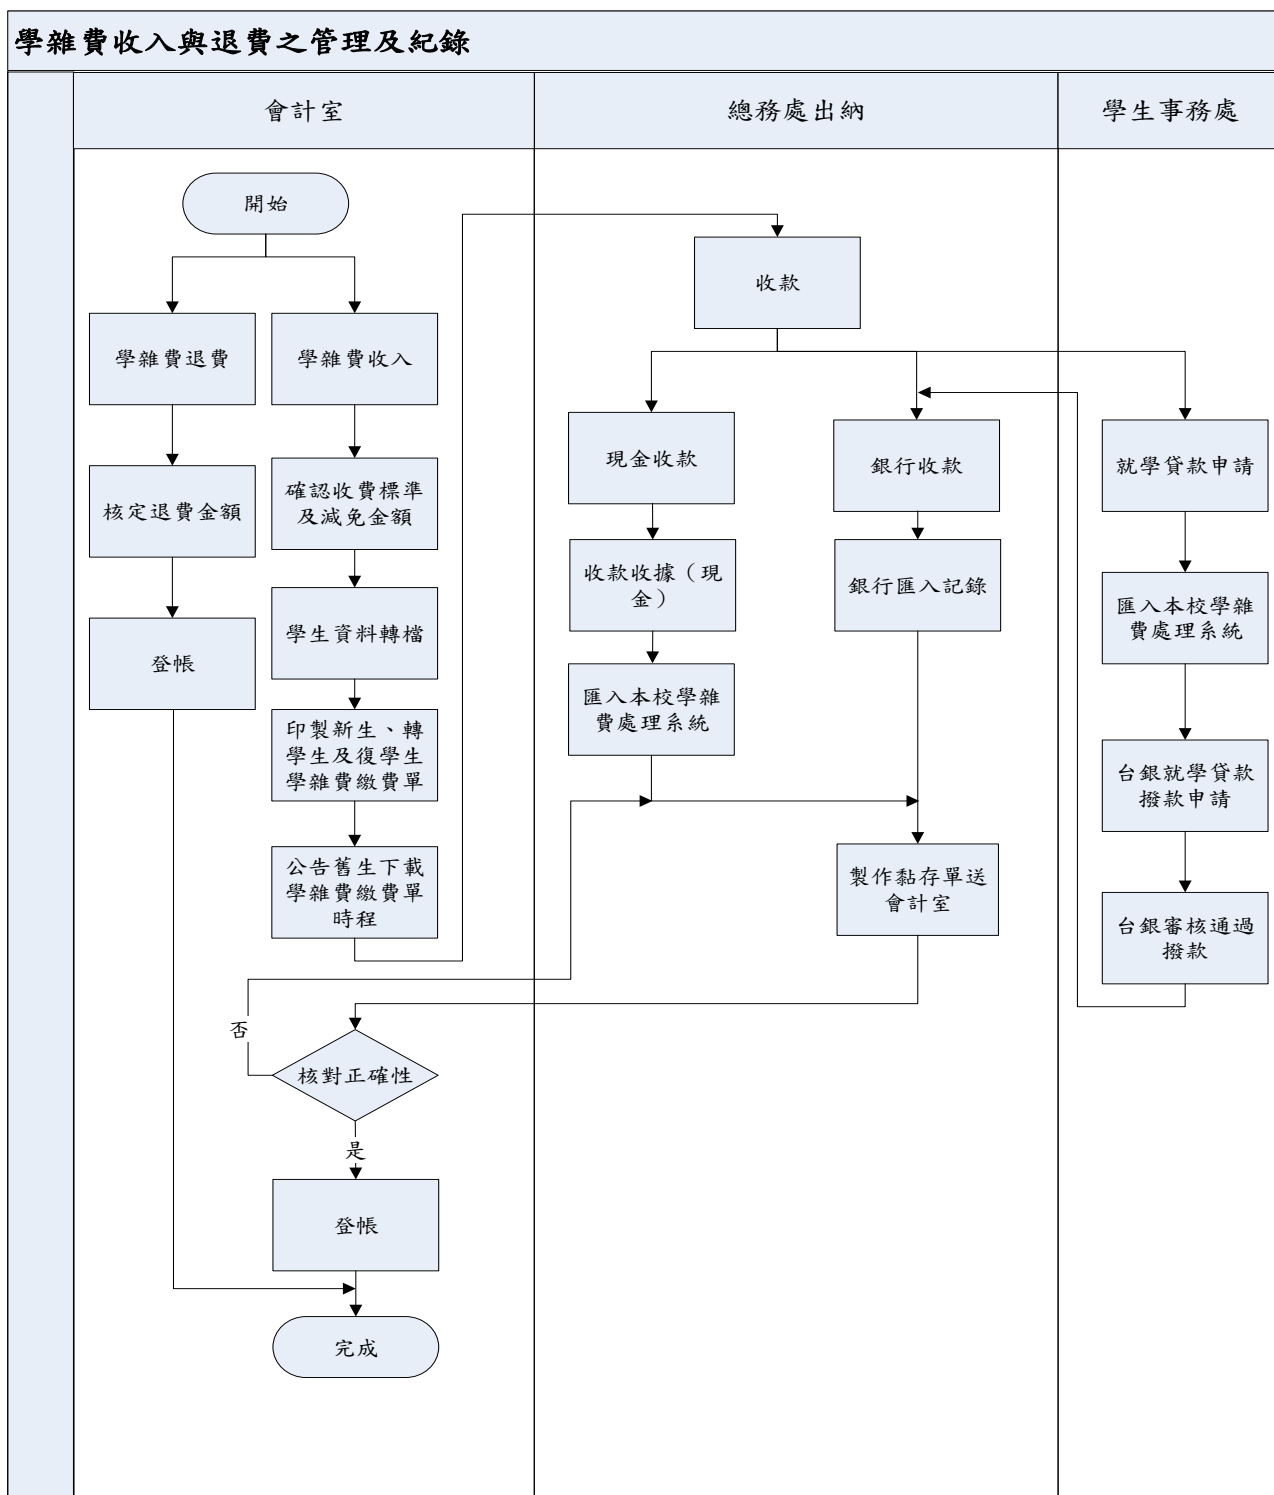 學雜費收入與退費之管理及紀錄
會計室
總務處出納
學生事務處
開始
收款
學雜費退費
學雜費收入
現金收款
銀行收款
就學貸款申請
核定退費金額
確認收費標準
及減免金額
收款收據（現
金）
銀行匯入記錄
匯入本校學雜
費處理系統
登帳
學生資料轉檔
匯入本校學雜
費處理系統
印製新生、轉
學生及復學生
學雜費繳費單
台銀就學貸款
撥款申請
公告舊生下載
學雜費繳費單
時程
製作黏存單送
會計室
台銀審核通過
撥款
否
核對正確性
是
登帳
完成